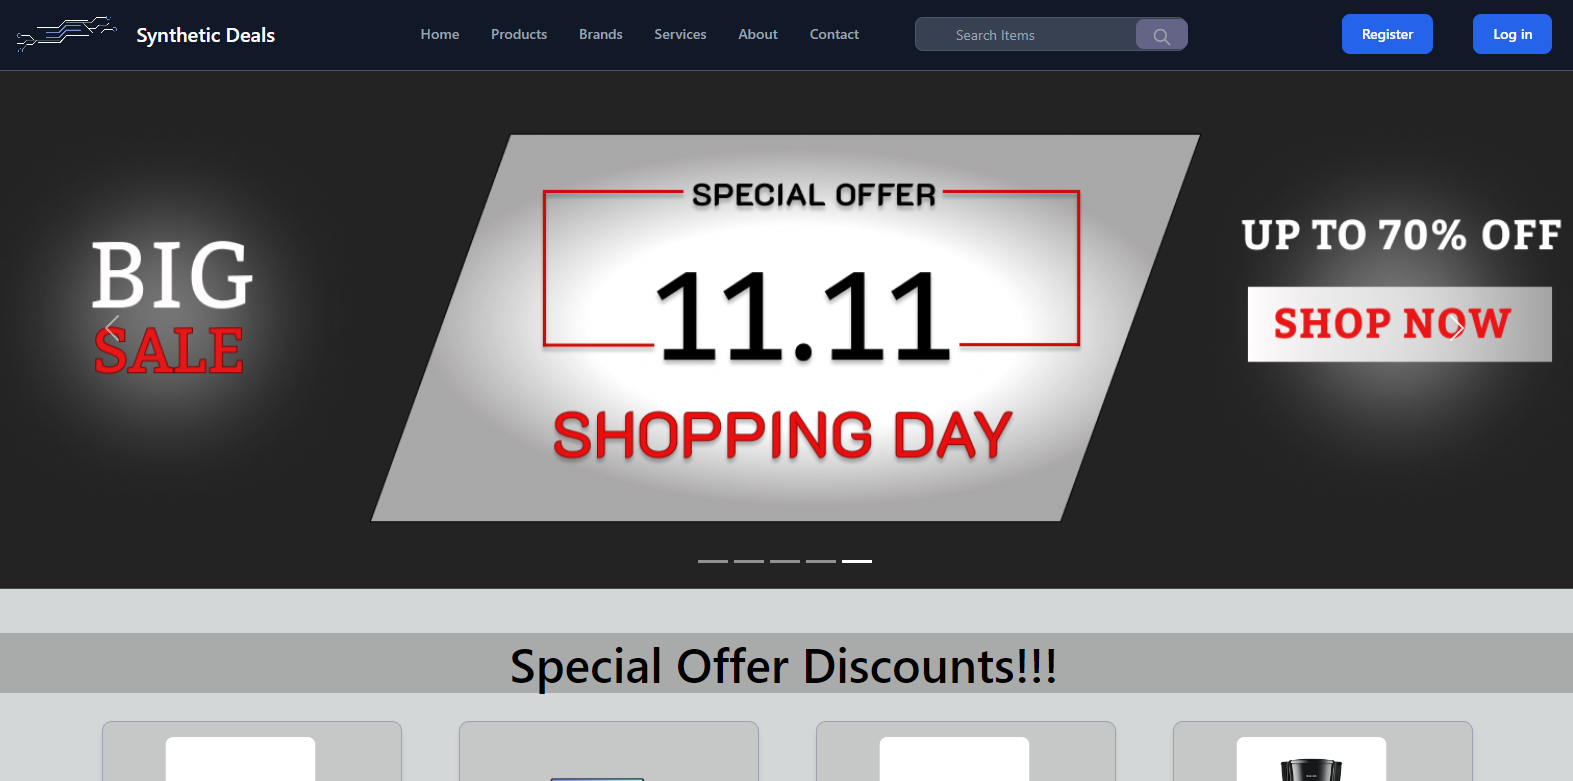 Synthetic Deals
Home Products Brands Services About Contact
Search Items
Register Log in
BIG
SALE
SPECIAL OFFER
11.11
SHOPPING DAY
UP TO 70% OFF
SHOP NOW
Special Offer Discounts!!!